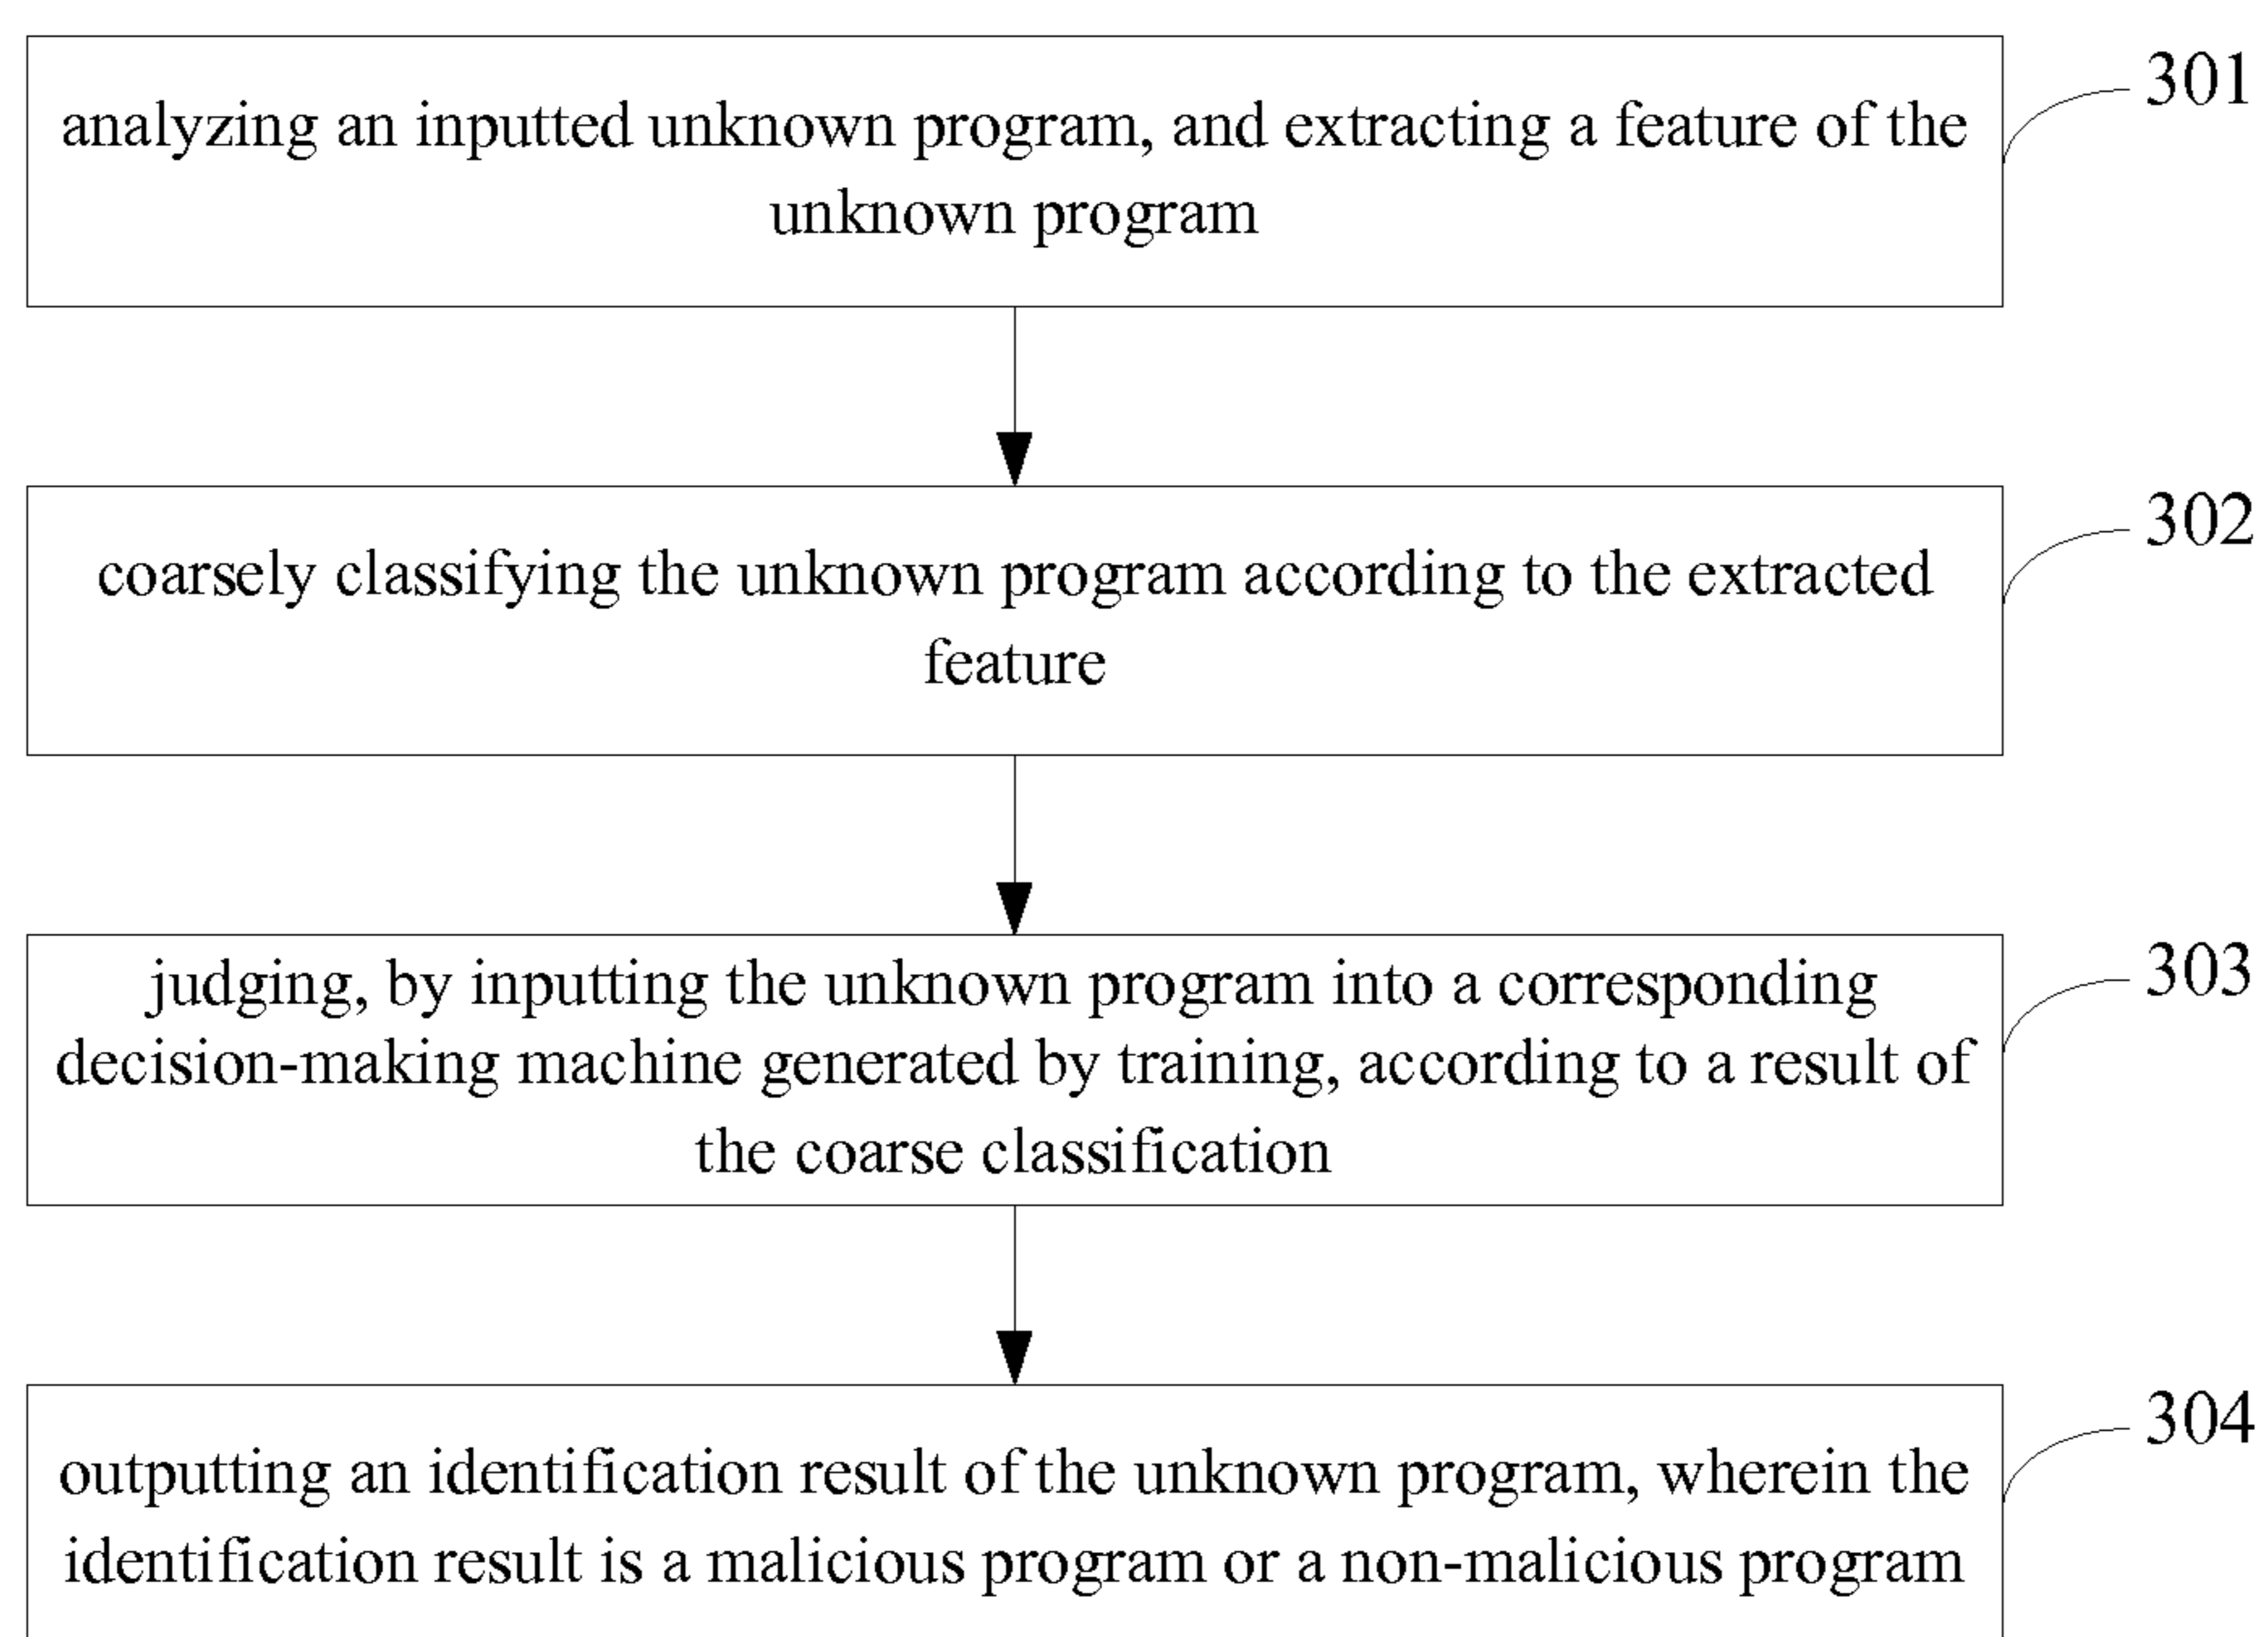 301
analyzing an inputted unknown program, and extracting a feature of the
unknown program
302
coarsely classifying the unknown program according to the extracted
feature
303
judging, by inputting the unknown program into a corresponding
decision-making machine generated by training, according to a result of
the coarse classification
304
outputting an identification result of the unknown program, wherein the
identification result is a malicious program or a non-malicious program